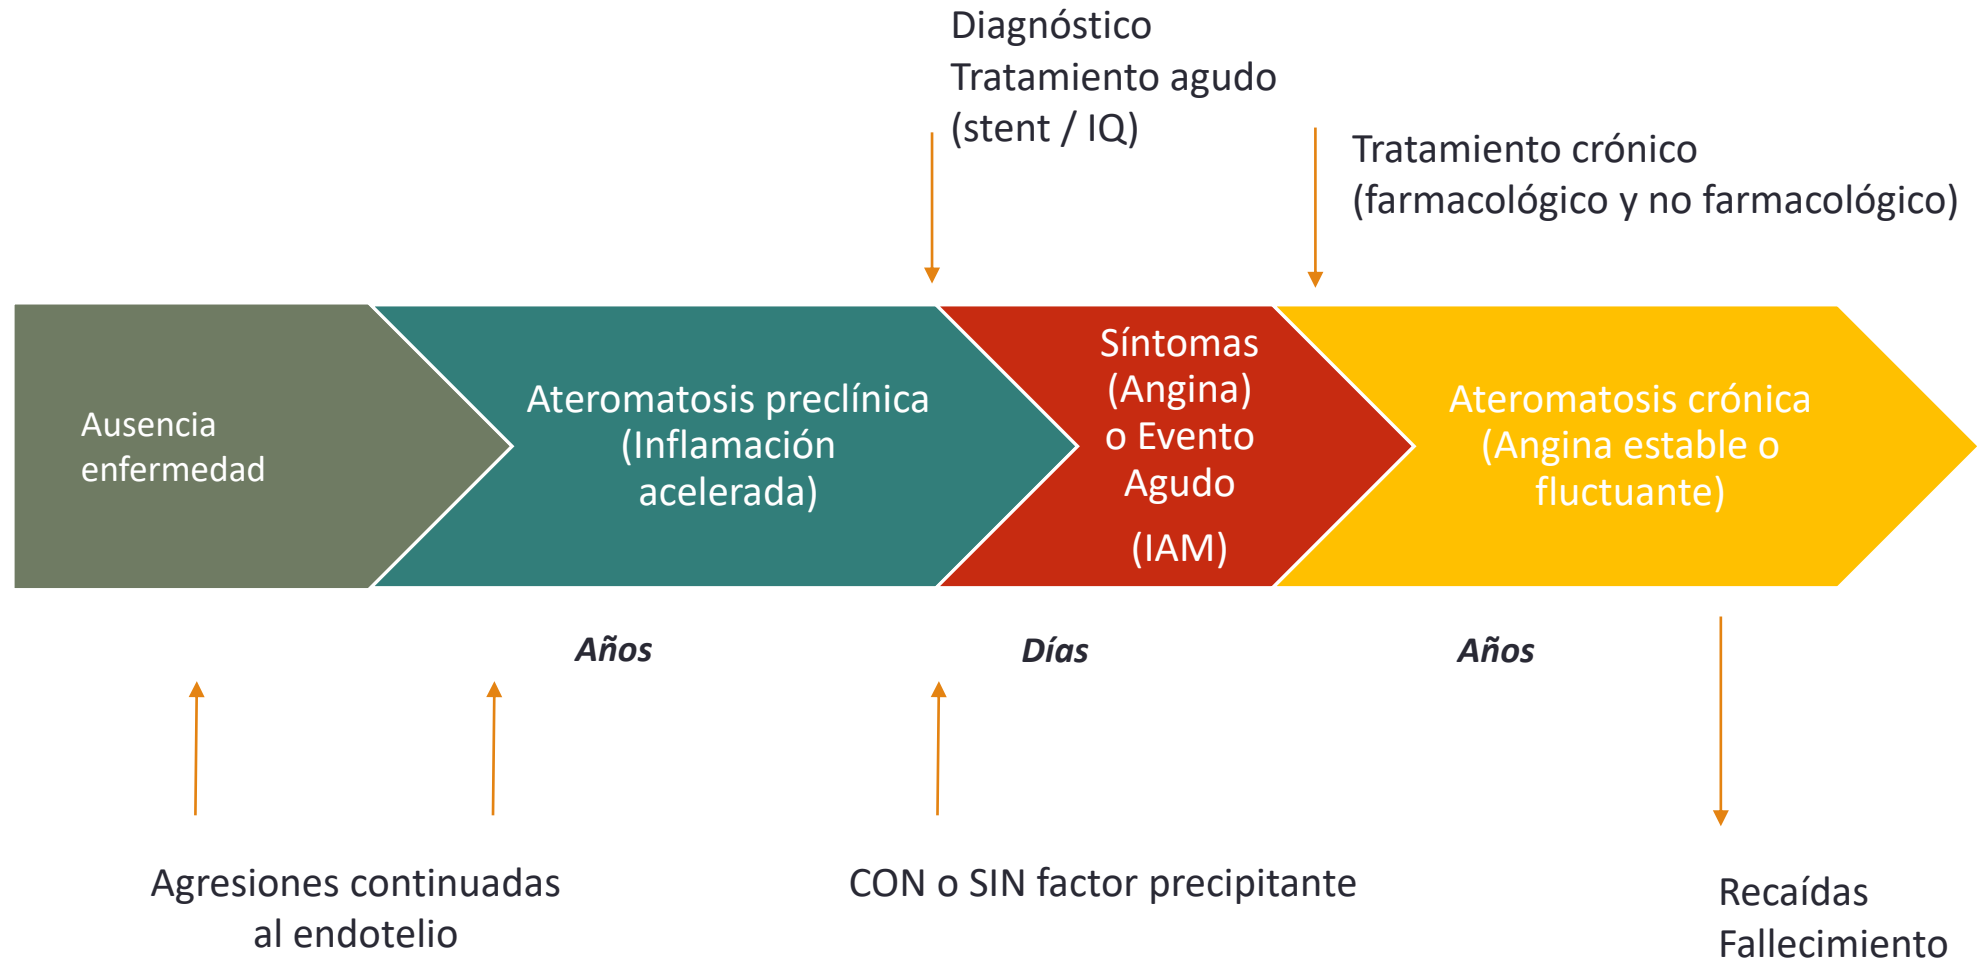 Diagnóstico
Tratamiento agudo
(stent / IQ)
Tratamiento crónico
(farmacológico y no farmacológico)
Ausencia
enfermedad
Ateromatosis preclínica
(Inflamación
acelerada)
Síntomas
(Angina)
o Evento
Agudo
(IAM)
Ateromatosis crónica
(Angina estable o
fluctuante)
Años
Días
Años
Agresiones continuadas
al endotelio
CON o SIN factor precipitante
Recaídas
Fallecimiento